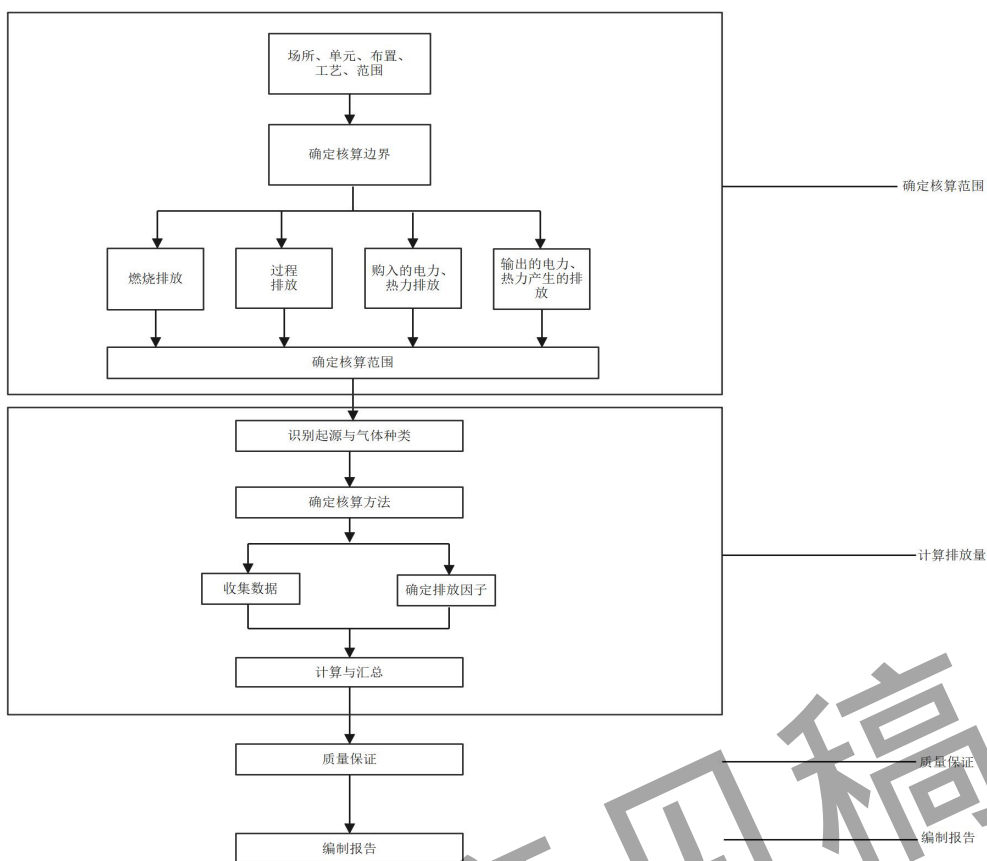 场所、单元、布置、
工艺、范围
确定核算边界
确定核算范围
燃烧排放
过程
排放
购入的电力、
热力排放
输出的电力、
热力产生的排
放
确定核算范围
识别起源与气体种类
确定核算方法
计算排放量
收集数据
确定排放因子
计算与汇总
质量保证
质量保证
编制报告
编制报告
见稿